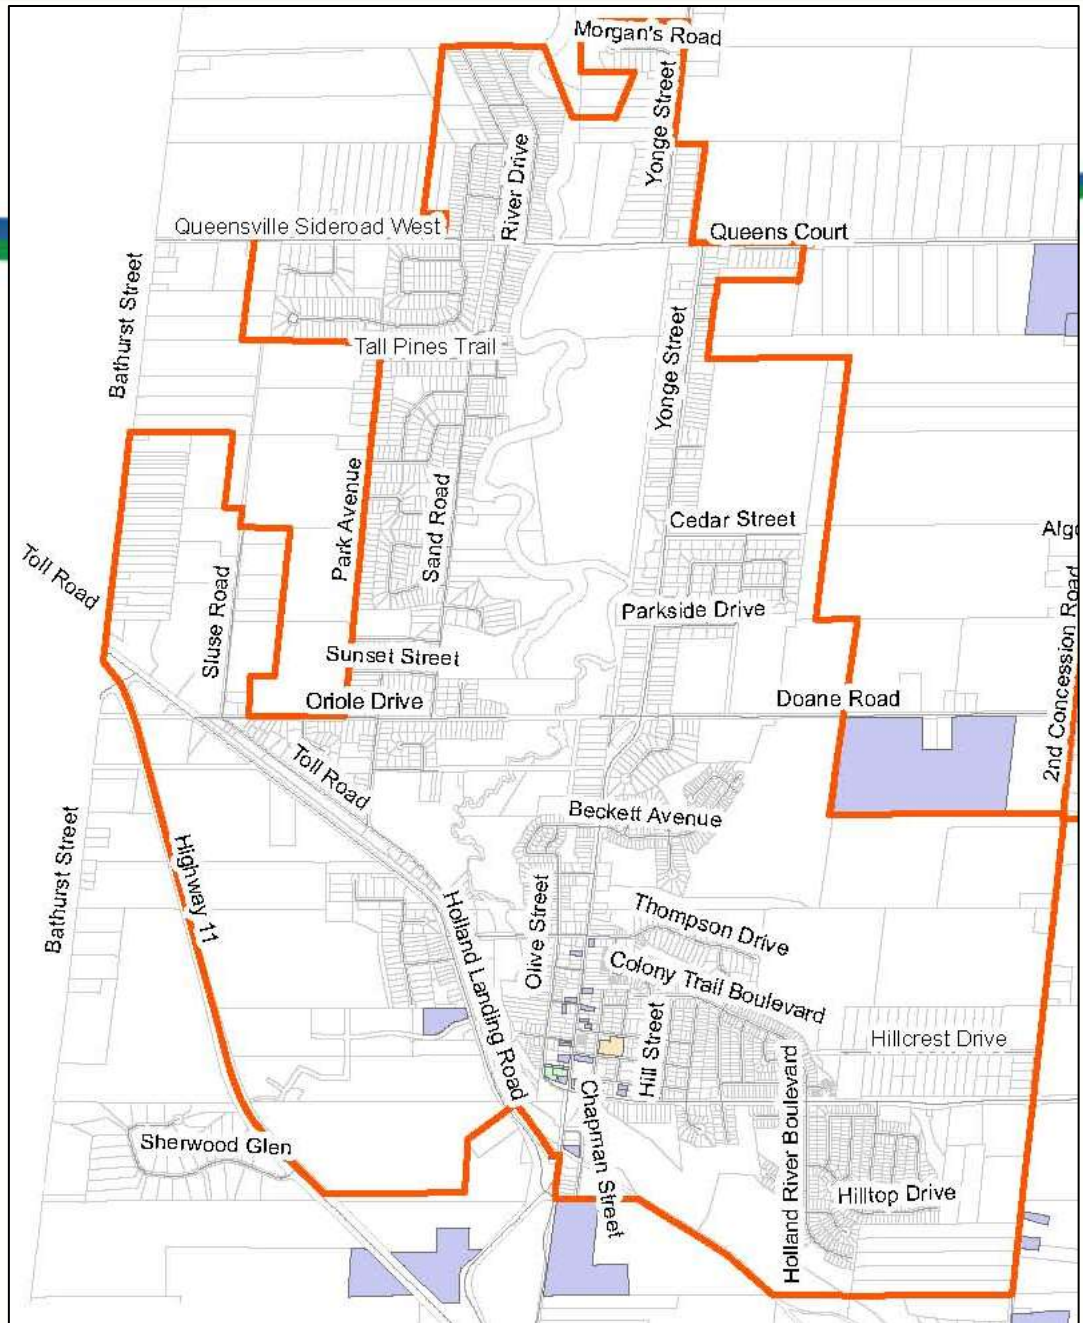 Morgan's Road
Yonge Street
River Drive
Queensville Sideroad West
Queens Court
Bathurst Street
Yonge Street
Tall Pines Trail
Park Avenue
Sand Road
Cedar Street
Toll Road
Sluse Road
Parkside Drive
2nd Concession Road
Sunset Street
Oriole Drive
Doane Road
Toll Road
Beckett Avenue
Bathurst Street
Highway 11
Holland Landing Road
Olive Street
Thompson Drive
Colony Trail Boulevard
Hill Street
Hillcrest Drive
Holland River Boulevard
Chapman Street
Sherwood Glen
Hilltop Drive